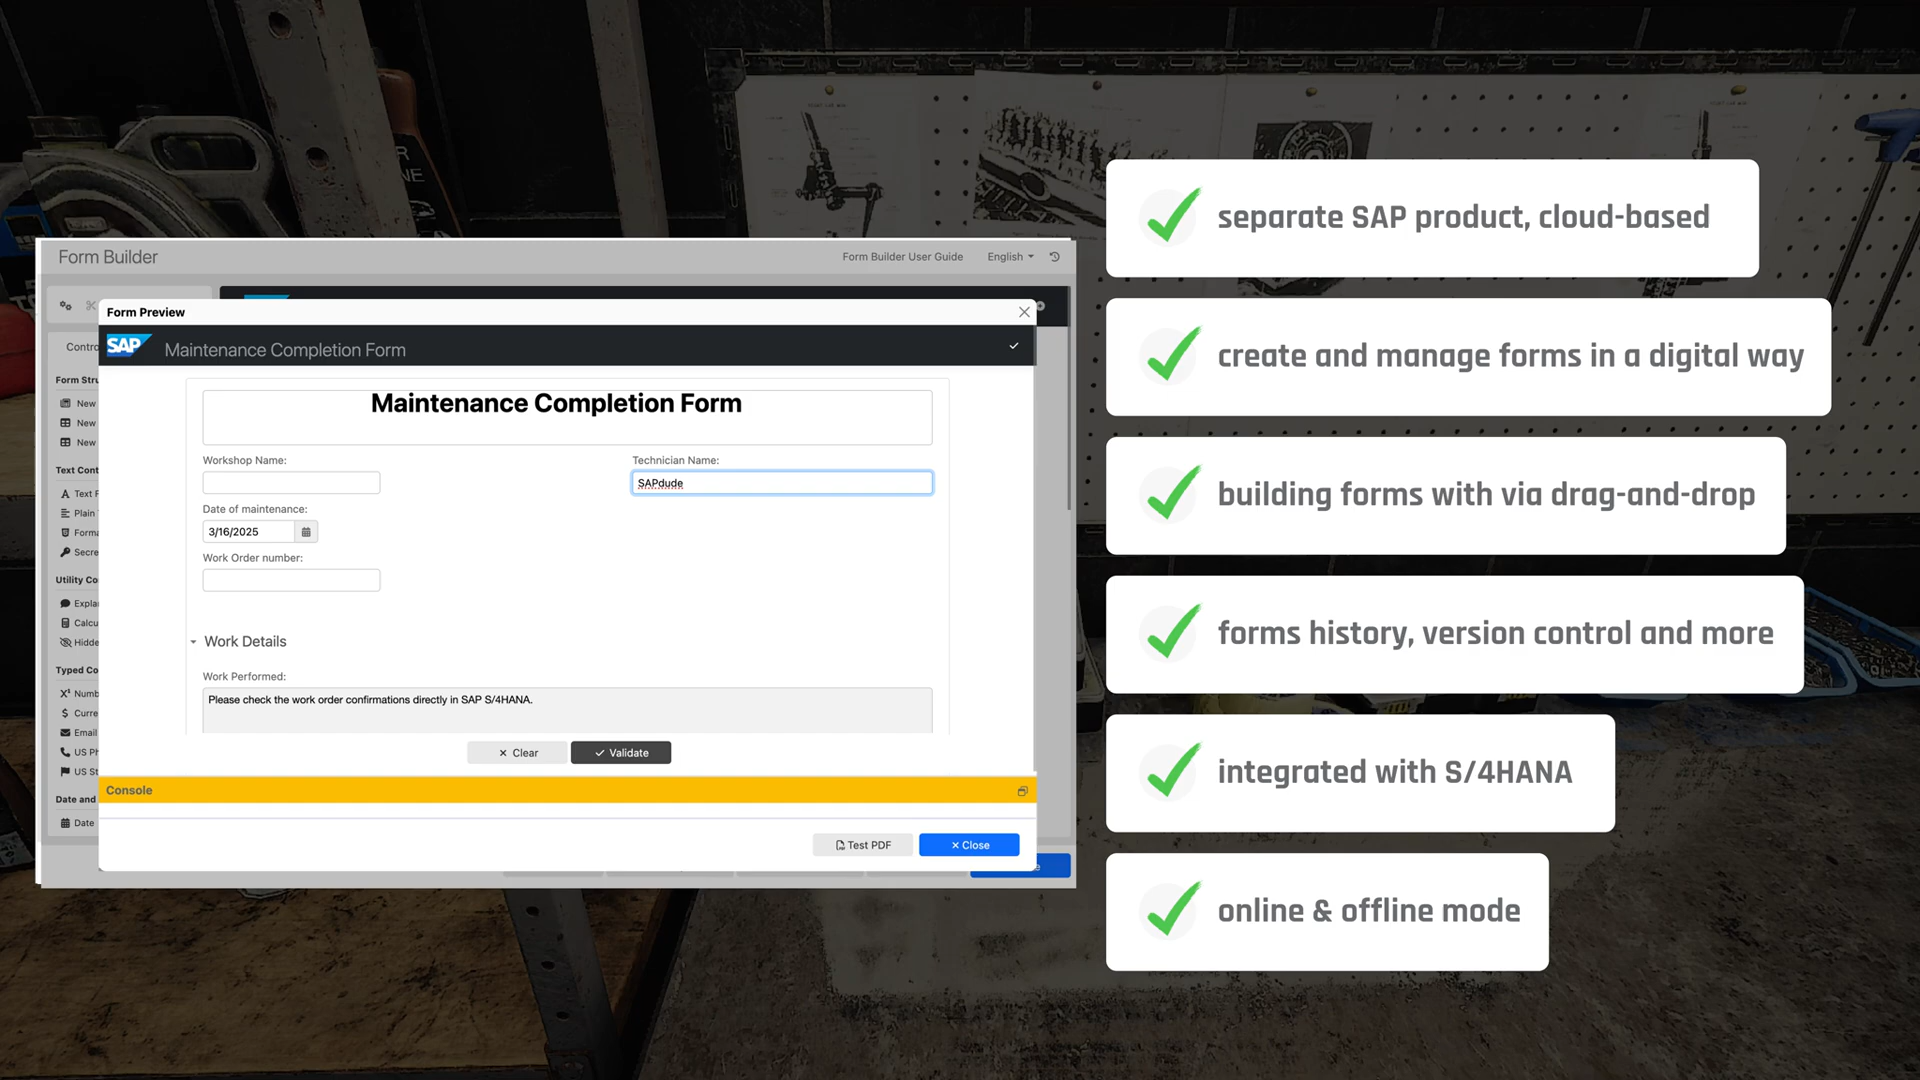 Form Builder
Form Builder User Guide
English
Form Preview
SAP
Maintenance Completion Form
Maintenance Completion Form
Workshop Name:
Technician Name:
SAPdude
Date of maintenance:
3/16/2025
Work Order number:
Work Details
Work Performed:
Please check the work order confirmations directly in SAP S/4HANA.
Clear
Validate
Console
Test PDF
Close
Contro
Form Stru
New
New
New
Text Cont
Text F
Plain
Forma
Secre
Utility Co
Expla
Calcu
Hidde
Typed Co
Numb
Curre
Email
US Ph
US St
Date and
Date
separate SAP product, cloud-based
create and manage forms in a digital way
building forms with via drag-and-drop
forms history, version control and more
integrated with S/4HANA
online & offline mode